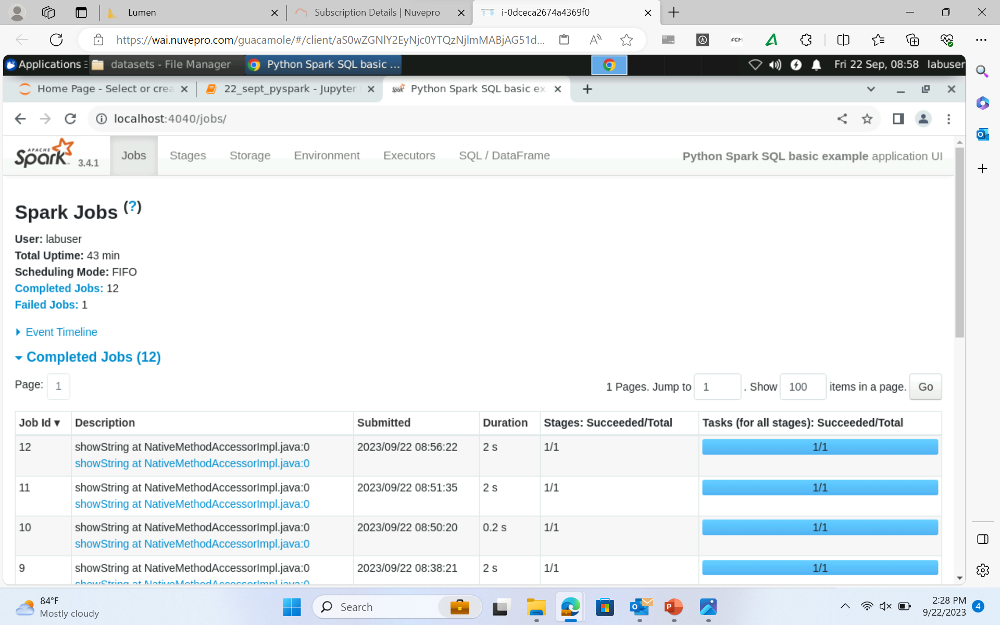 Lumen
Subscription Details | Nuvepro
i-0dceca2674a4369f0
https://wai.nuvepro.com/guacamole/#/client/aS0wZGNlY2EyNjc0YTQzNjlmMABjAG51d...
FCM
Applications
datasets - File Manager
Python Spark SQL basic ...
Fri 22 Sep, 08:58
labuser
Home Page - Select or crea
22_sept_pyspark - Jupyter
Python Spark SQL basic ex
localhost:4040/jobs/
APACHE
Spark
3.4.1
Jobs
Stages
Storage
Environment
Executors
SQL / DataFrame
Python Spark SQL basic example application UI
Spark Jobs (?)
User: labuser
Total Uptime: 43 min
Scheduling Mode: FIFO
Completed Jobs: 12
Failed Jobs: 1
Event Timeline
Completed Jobs (12)
Page: 1
1 Pages. Jump to 1 . Show 100 items in a page. Go
Job Id ▾ Description Submitted Duration Stages: Succeeded/Total Tasks (for all stages): Succeeded/Total
12 showString at NativeMethodAccessorImpl.java:0 2023/09/22 08:56:22 2 s 1/1 1/1
showString at NativeMethodAccessorImpl.java:0
11 showString at NativeMethodAccessorImpl.java:0 2023/09/22 08:51:35 2 s 1/1 1/1
showString at NativeMethodAccessorImpl.java:0
10 showString at NativeMethodAccessorImpl.java:0 2023/09/22 08:50:20 0.2 s 1/1 1/1
showString at NativeMethodAccessorImpl.java:0
9 showString at NativeMethodAccessorImpl.java:0 2023/09/22 08:38:21 2 s 1/1 1/1
showString at NativeMethodAccessorImpl.java:0
84°F
Mostly cloudy
Search
2:28 PM
9/22/2023
4